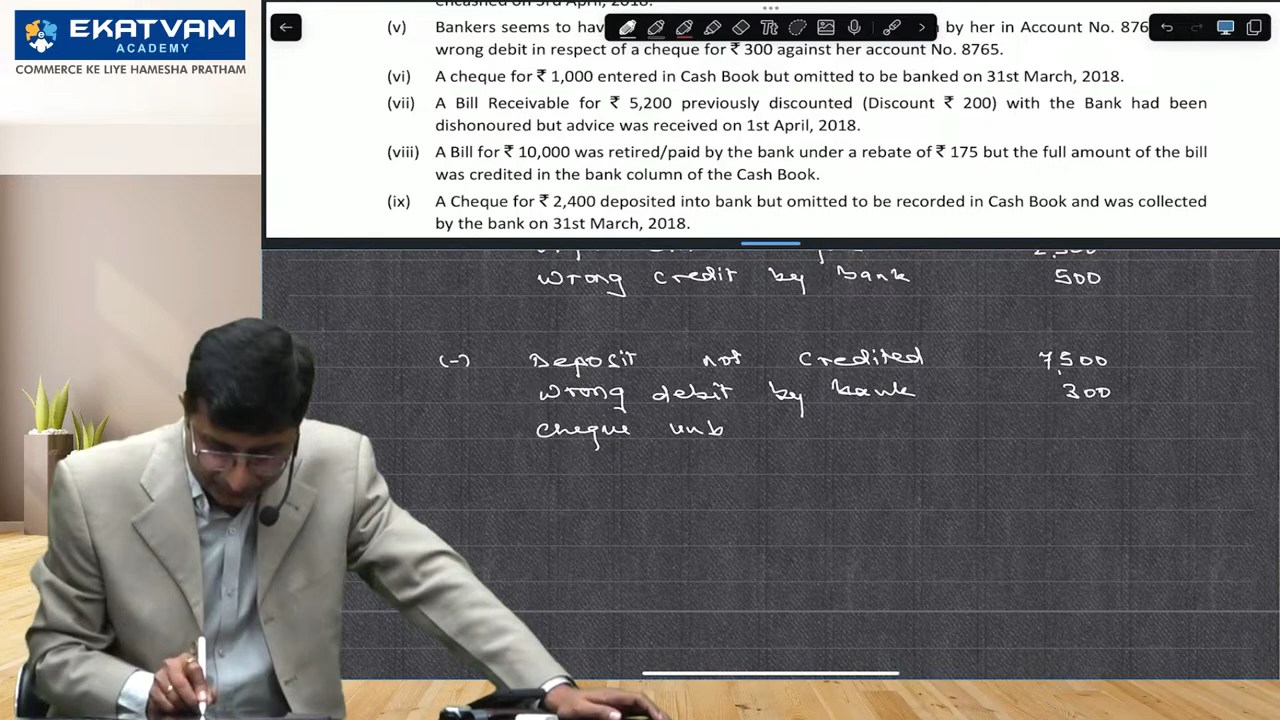 EKATVAM
ACADEMY
COMMERCE KE LIYE HAMESHA PRATHAM
encashed on 3rd April, 2018.
(v) Bankers seems to by her in Account No.
wrong debit in respect of a cheque for ₹ 300 against her account No. 8765.
(vi) A cheque for ₹ 1,000 entered in Cash Book but omitted to be banked on 31st March, 2018.
(vii) A Bill Receivable for ₹ 5,200 previously discounted (Discount ₹ 200) with the Bank had been
dishonoured but advice was received on 1st April, 2018.
(viii) A Bill for ₹ 10,000 was retired/paid by the bank under a rebate of ₹ 175 but the full amount of the bill
was credited in the bank column of the Cash Book.
(ix) A Cheque for ₹ 2,400 deposited into bank but omitted to be recorded in Cash Book and was collected
by the bank on 31st March, 2018.
wrong credit by Bank 500
(-) Deposit not credited 7,500
wrong debit by bank 300
cheque unb